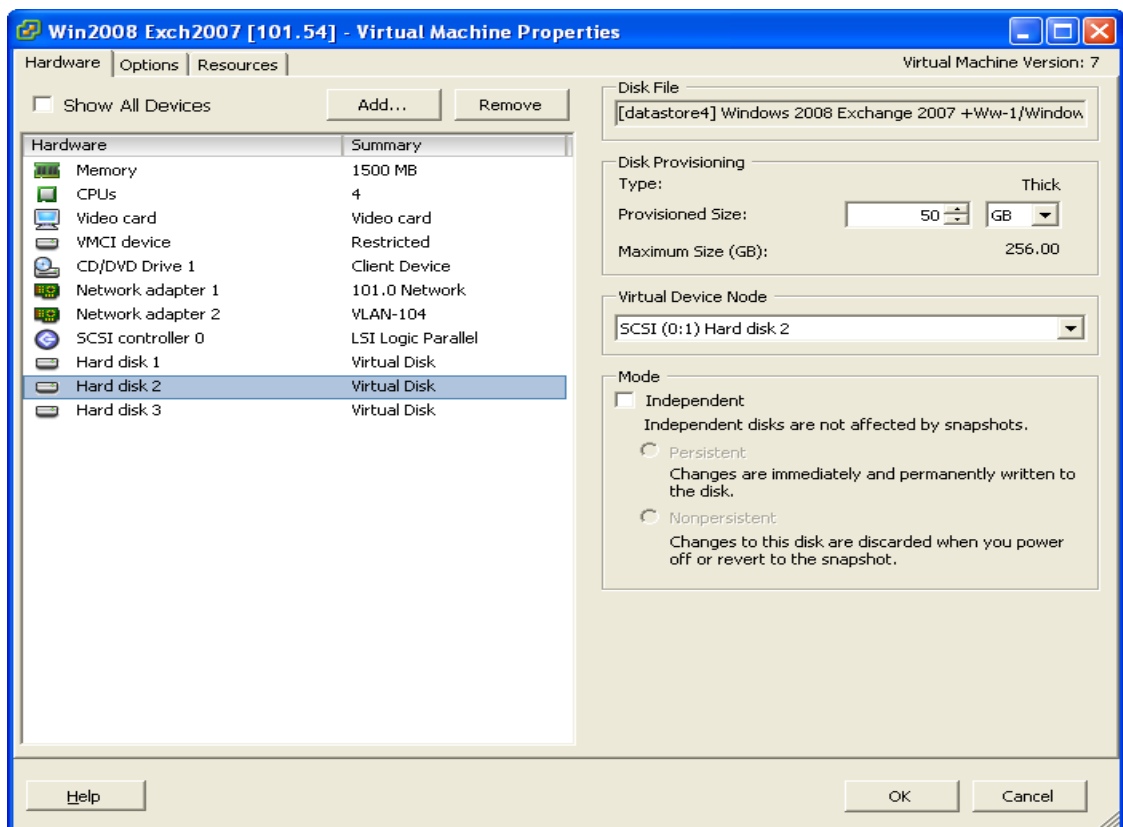 Win2008 Exch2007 [101.54] - Virtual Machine Properties
Hardware Options Resources
Virtual Machine Version: 7
Show All Devices
Add...
Remove
Hardware Summary
Memory 1500 MB
CPUs 4
Video card Video card
VMCI device Restricted
CD/DVD Drive 1 Client Device
Network adapter 1 101.0 Network
Network adapter 2 VLAN-104
SCSI controller 0 LSI Logic Parallel
Hard disk 1 Virtual Disk
Hard disk 2 Virtual Disk
Hard disk 3 Virtual Disk
Disk File
[datastore4] Windows 2008 Exchange 2007 +Ww-1/Window
Disk Provisioning
Type: Thick
Provisioned Size: 50 GB
Maximum Size (GB): 256.00
Virtual Device Node
SCSI (0:1) Hard disk 2
Mode
Independent
Independent disks are not affected by snapshots.
Persistent
Changes are immediately and permanently written to
the disk.
Nonpersistent
Changes to this disk are discarded when you power
off or revert to the snapshot.
Help
OK
Cancel